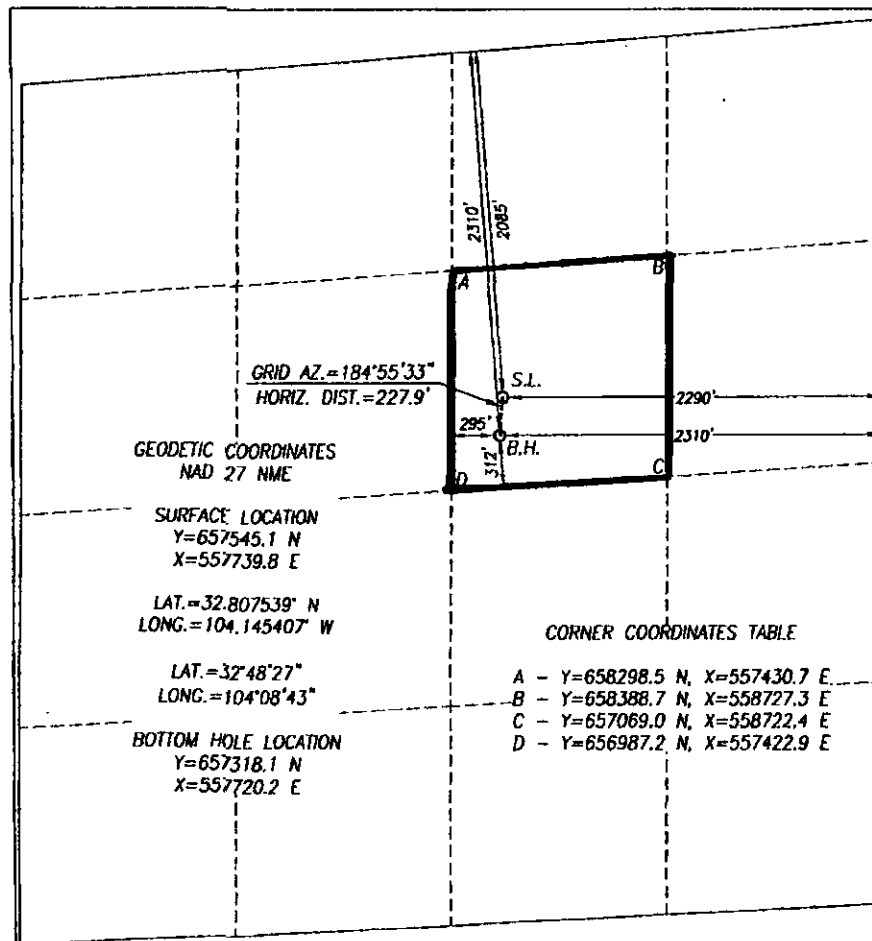 2310'
2085'
A
B
GRID AZ.=184°55'33"
HORIZ. DIST.=227.9'
S.L.
2290'
295'
B.H.
2310'
312'
D
C
GEODETIC COORDINATES
NAD 27 NME
SURFACE LOCATION
Y=657545.1 N
X=557739.8 E
LAT.=32.807539° N
LONG.=104.145407° W
LAT.=32°48'27"
LONG.=104°08'43"
BOTTOM HOLE LOCATION
Y=657318.1 N
X=557720.2 E
CORNER COORDINATES TABLE
A - Y=658298.5 N, X=557430.7 E
B - Y=658388.7 N, X=558727.3 E
C - Y=657069.0 N, X=558722.4 E
D - Y=656987.2 N, X=557422.9 E